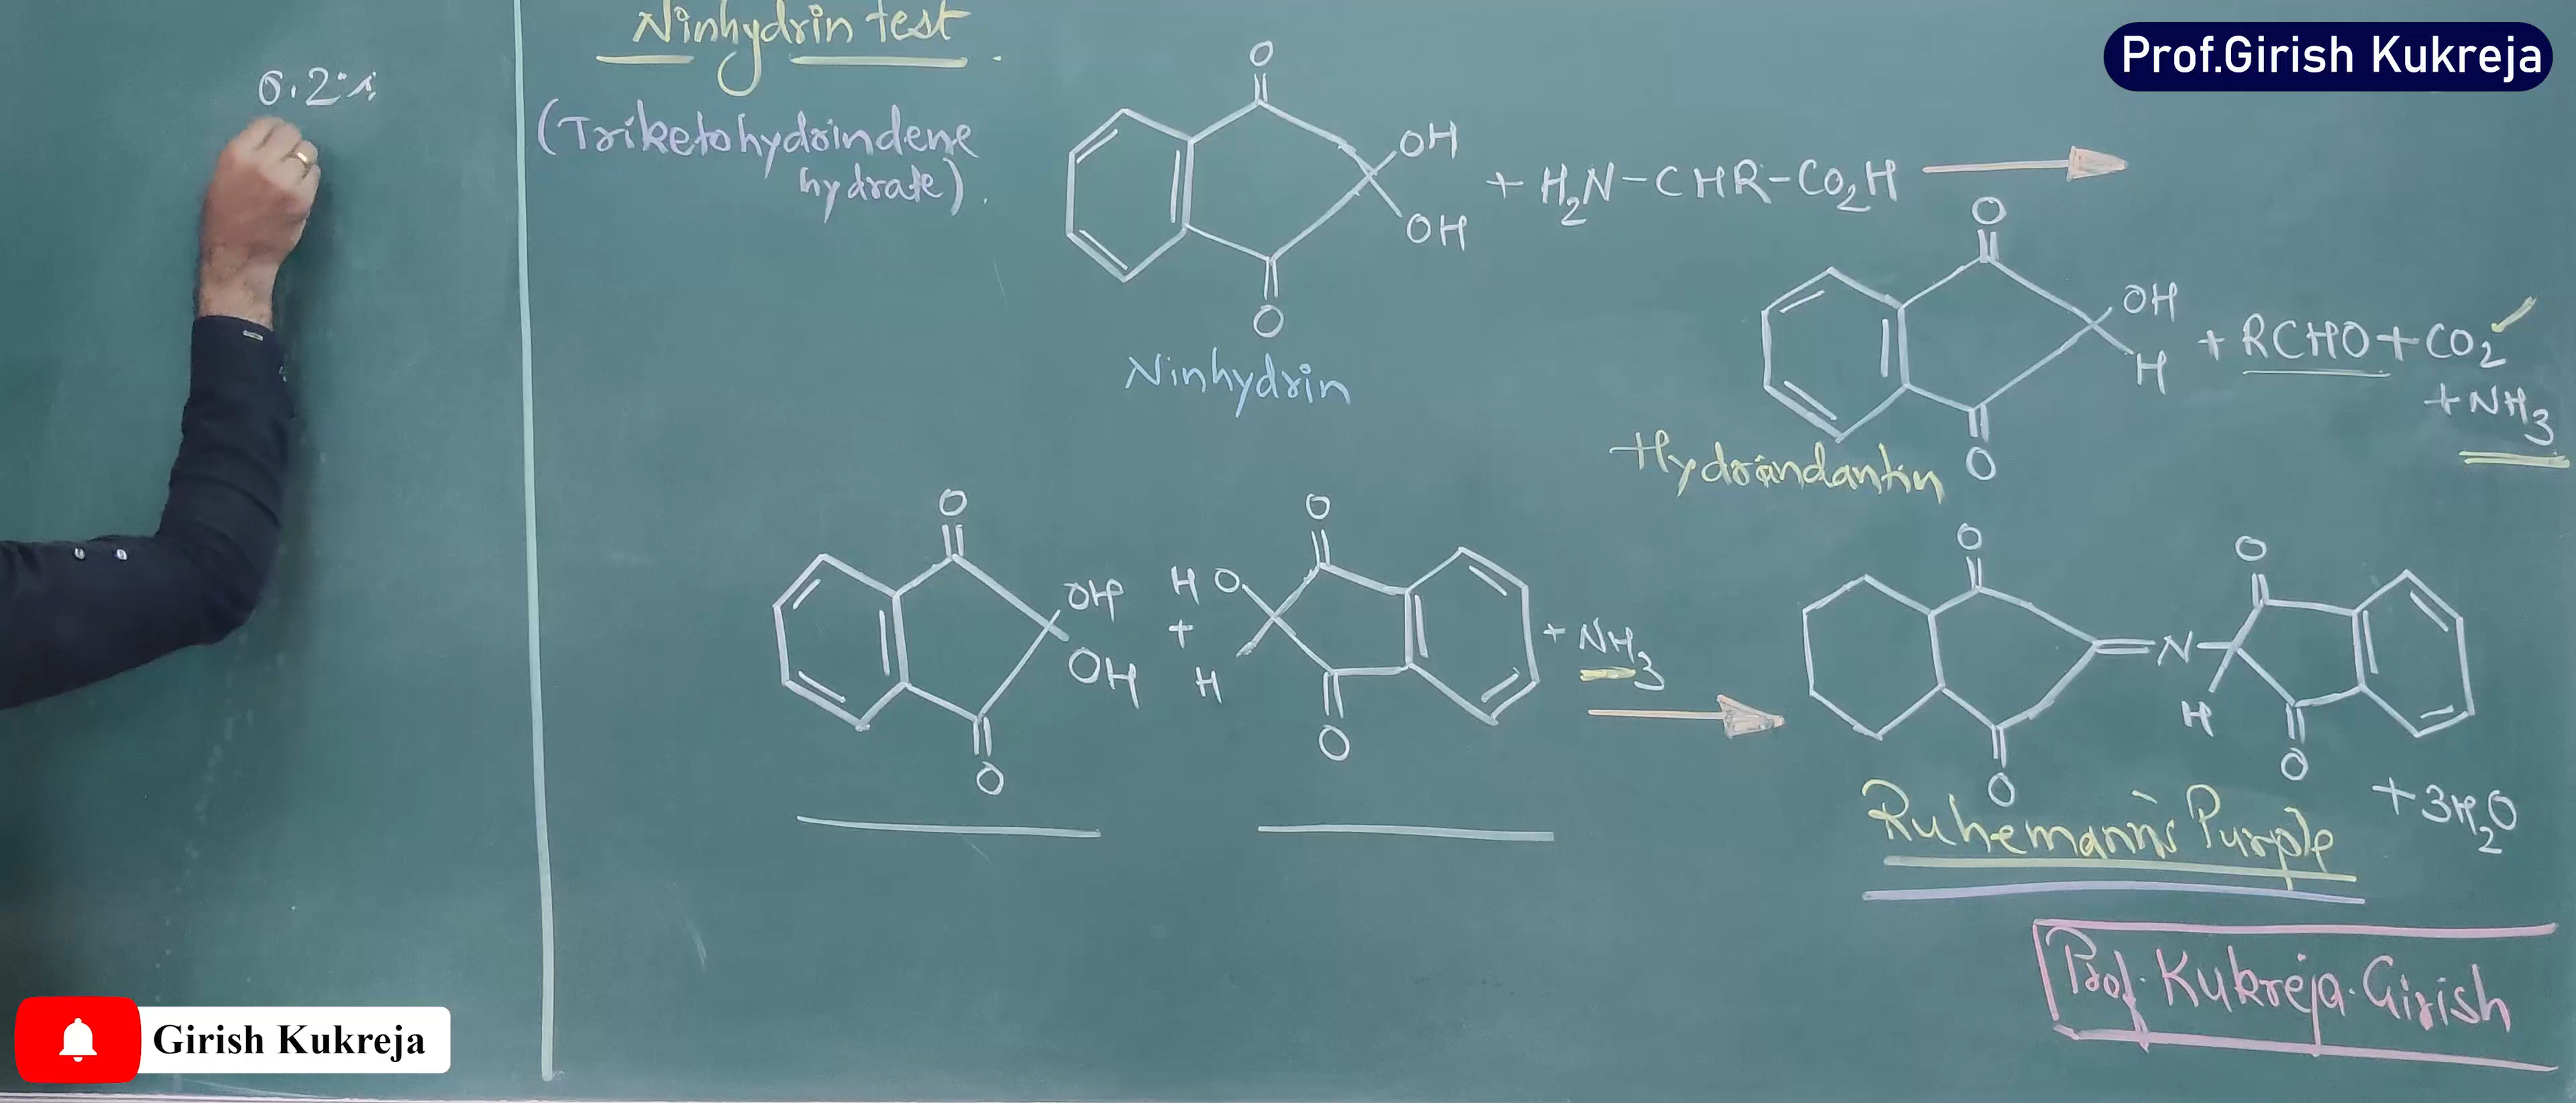 Prof.Girish Kukreja
0.2%
Ninhydrin test
(Triketohydrindene
hydrate).
O
OH
+ H2N-CHR-CO2H
OH
O
Ninhydrin
O
OH
+ RCHO + CO2
H
+ NH3
O
Hydrindantin
O
OH
OH
O
+
O
HO
H
O
+ NH3
O
=N
O
H
O
O
+ 3H2O
Ruhemann's Purple
Prof. Kukreja. Girish
Girish Kukreja